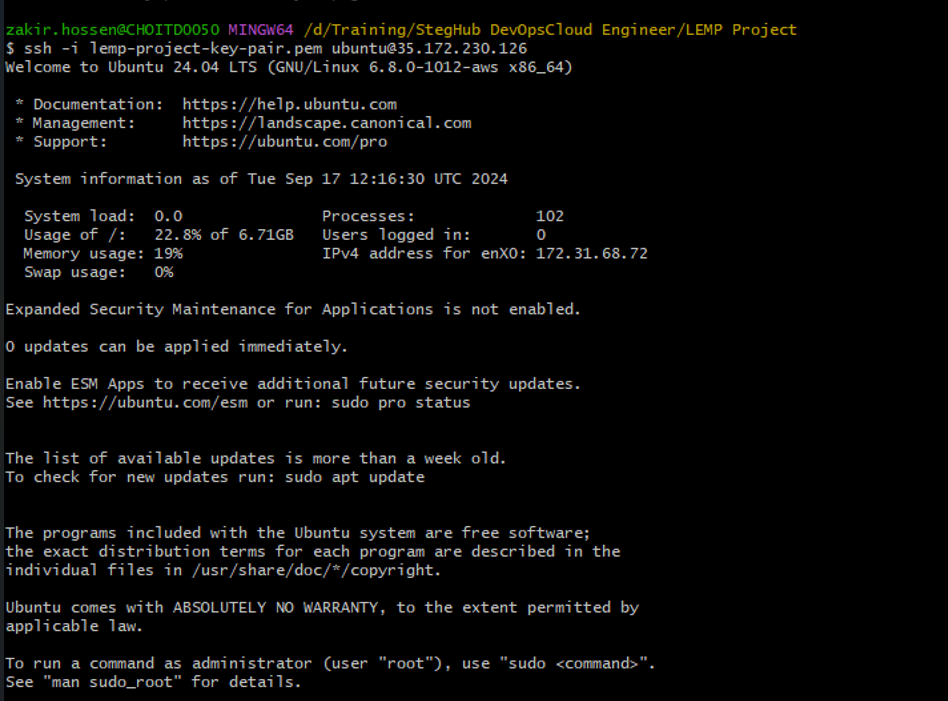 zakir.hossen@CHOITD0050 MINGW64 /d/Training/StegHub DevOpsCloud Engineer/LEMP Project
$ ssh -i lemp-project-key-pair.pem ubuntu@35.172.230.126
Welcome to Ubuntu 24.04 LTS (GNU/Linux 6.8.0-1012-aws x86_64)
* Documentation:  https://help.ubuntu.com
* Management:     https://landscape.canonical.com
* Support:        https://ubuntu.com/pro
System information as of Tue Sep 17 12:16:30 UTC 2024
System load:  0.0                Processes:             102
Usage of /:   22.8% of 6.71GB   Users logged in:       0
Memory usage: 19%                IPv4 address for enX0: 172.31.68.72
Swap usage:   0%
Expanded Security Maintenance for Applications is not enabled.
0 updates can be applied immediately.
Enable ESM Apps to receive additional future security updates.
See https://ubuntu.com/esm or run: sudo pro status
The list of available updates is more than a week old.
To check for new updates run: sudo apt update
The programs included with the Ubuntu system are free software;
the exact distribution terms for each program are described in the
individual files in /usr/share/doc/*/copyright.
Ubuntu comes with ABSOLUTELY NO WARRANTY, to the extent permitted by
applicable law.
To run a command as administrator (user "root"), use "sudo <command>".
See "man sudo_root" for details.